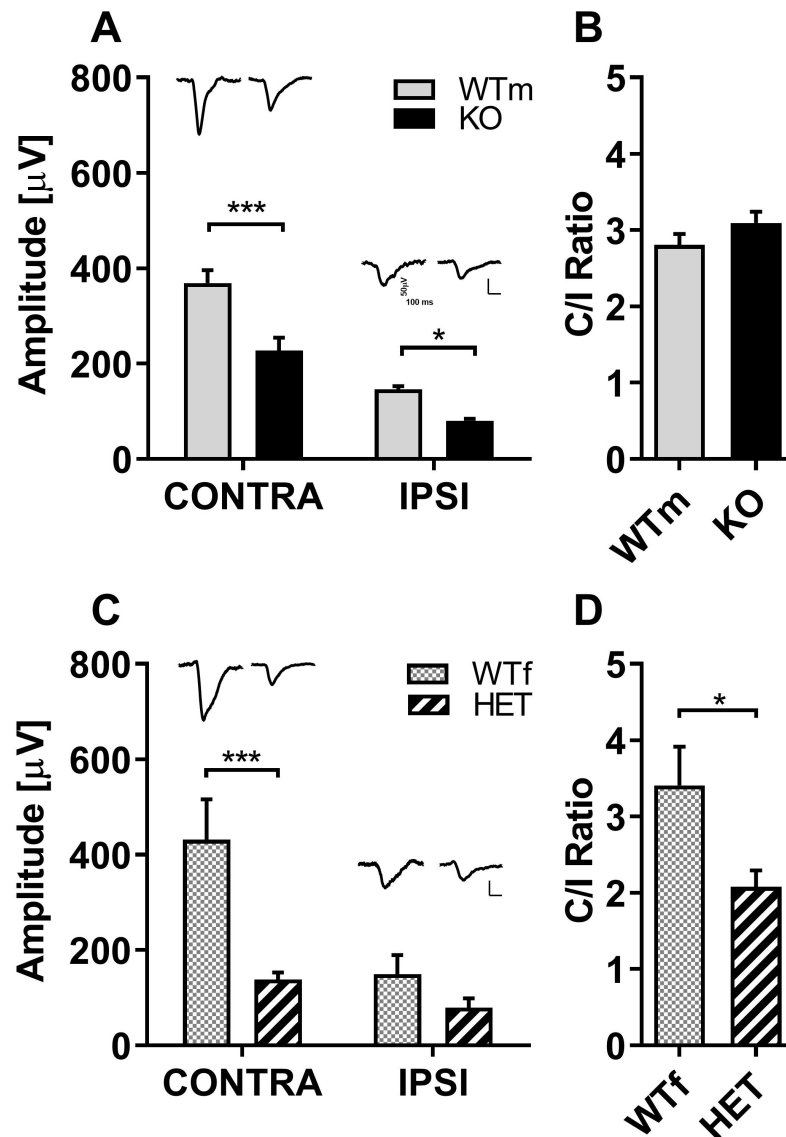 A
Amplitude [μV]
800
600
400
200
0
WTm
KO
***
50μV
100 ms
*
CONTRA
IPSI
B
C/I Ratio
5
4
3
2
1
0
WTm
KO
C
Amplitude [μV]
800
600
400
200
0
WTf
HET
***
CONTRA
IPSI
D
C/I Ratio
5
4
3
2
1
0
*
WTf
HET